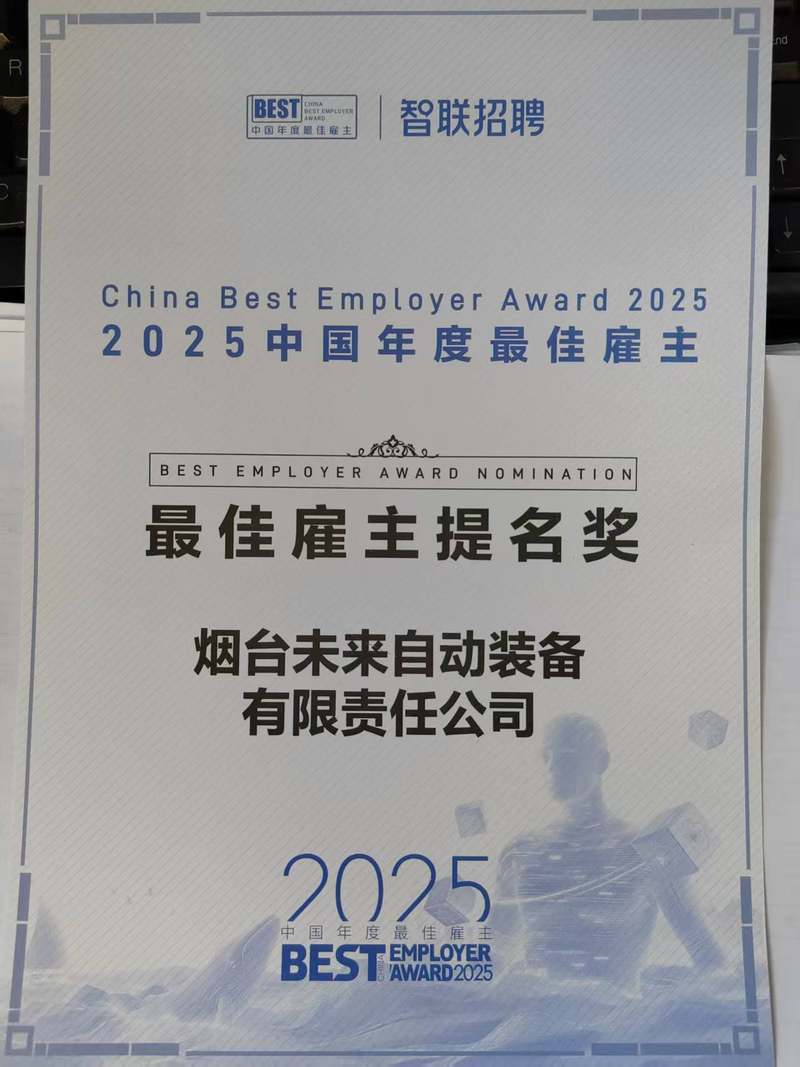 R
End
C
↑
↓
BEST CHINA
BEST EMPLOYER
AWARD
中国年度最佳雇主
智联招聘
China Best Employer Award 2025
2025中国年度最佳雇主
BEST EMPLOYER AWARD NOMINATION
最佳雇主提名奖
烟台未来自动装备
有限责任公司
2025
中国年度最佳雇主
BEST CHINA EMPLOYER
AWARD2025